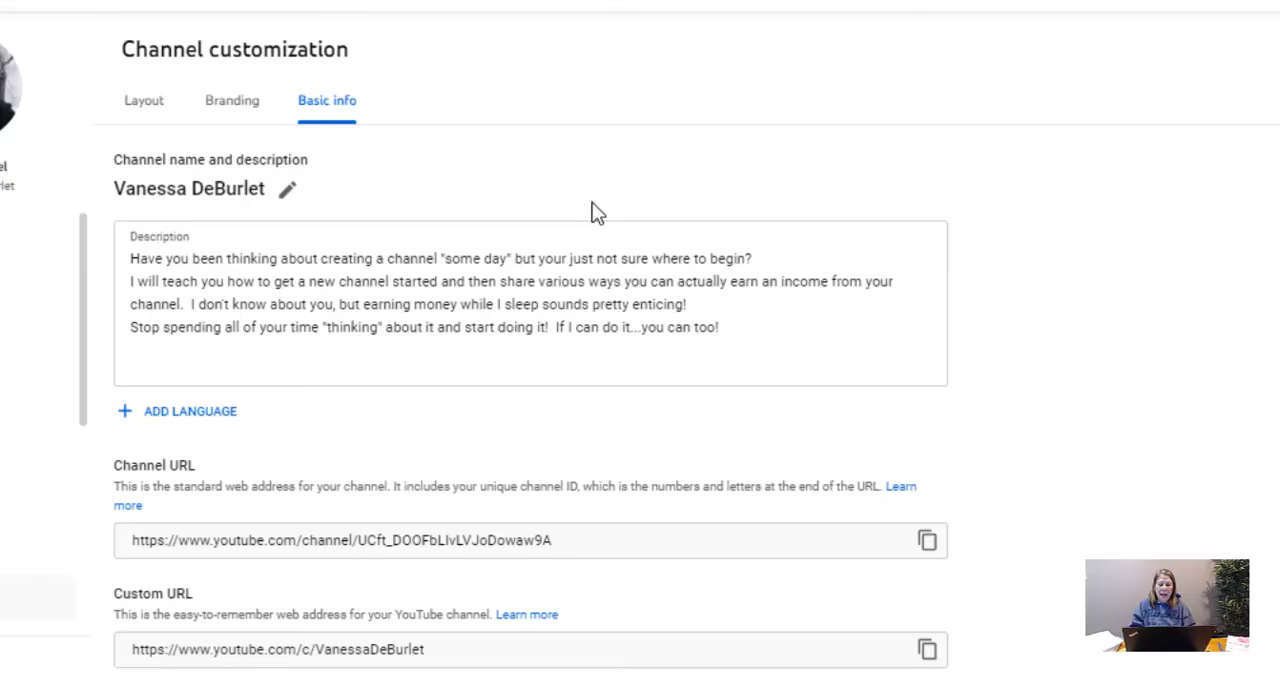 Channel customization
Layout Branding Basic info
Channel name and description
Vanessa DeBurlet
Description
Have you been thinking about creating a channel "some day" but your just not sure where to begin?
I will teach you how to get a new channel started and then share various ways you can actually earn an income from your
channel.  I don't know about you, but earning money while I sleep sounds pretty enticing!
Stop spending all of your time "thinking" about it and start doing it!  If I can do it...you can too!
+ ADD LANGUAGE
Channel URL
This is the standard web address for your channel. It includes your unique channel ID, which is the numbers and letters at the end of the URL. Learn
more
https://www.youtube.com/channel/UCft_DOOFbLIvLVJoDowaw9A
Custom URL
This is the easy-to-remember web address for your YouTube channel. Learn more
https://www.youtube.com/c/VanessaDeBurlet